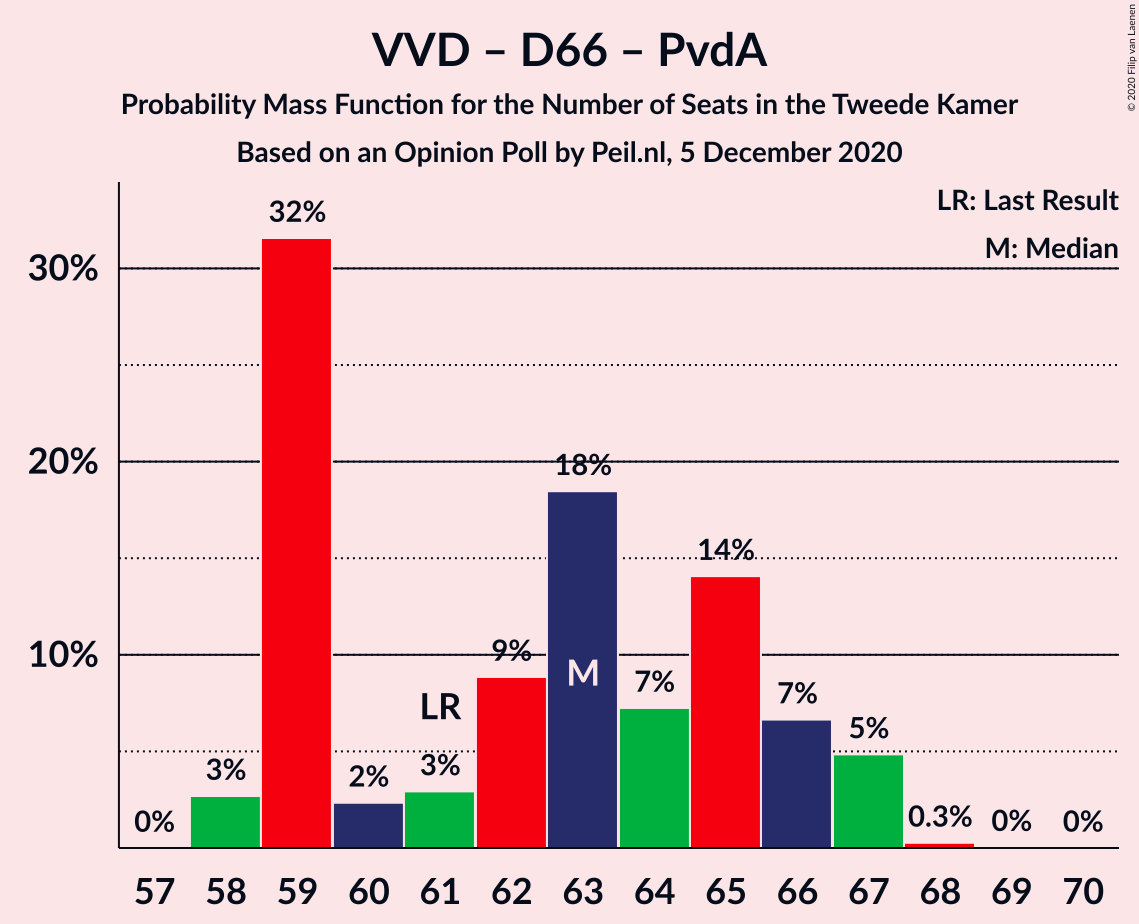 VVD – D66 – PvdA
Probability Mass Function for the Number of Seats in the Tweede Kamer
Based on an Opinion Poll by Peil.nl, 5 December 2020
© 2020 Filip van Laenen
LR: Last Result
M: Median
30%
20%
10%
0%
3%
32%
2%
LR
3%
9%
18%
M
7%
14%
7%
5%
0.3%
0%
0%
57 58 59 60 61 62 63 64 65 66 67 68 69 70